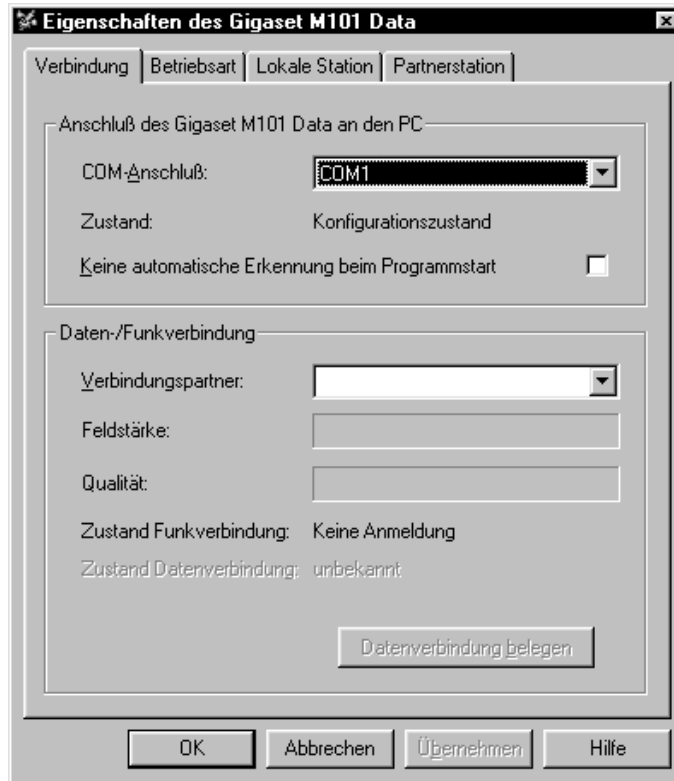 Eigenschaften des Gigaset M101 Data
Verbindung Betriebsart Lokale Station Partnerstation
Anschluß des Gigaset M101 Data an den PC
COM-Anschluß: COM1
Zustand: Konfigurationszustand
Keine automatische Erkennung beim Programmstart
Daten-/Funkverbindung
Verbindungspartner:
Feldstärke:
Qualität:
Zustand Funkverbindung: Keine Anmeldung
Zustand Datenverbindung: unbekannt
Datenverbindung belegen
OK Abbrechen Übernehmen Hilfe